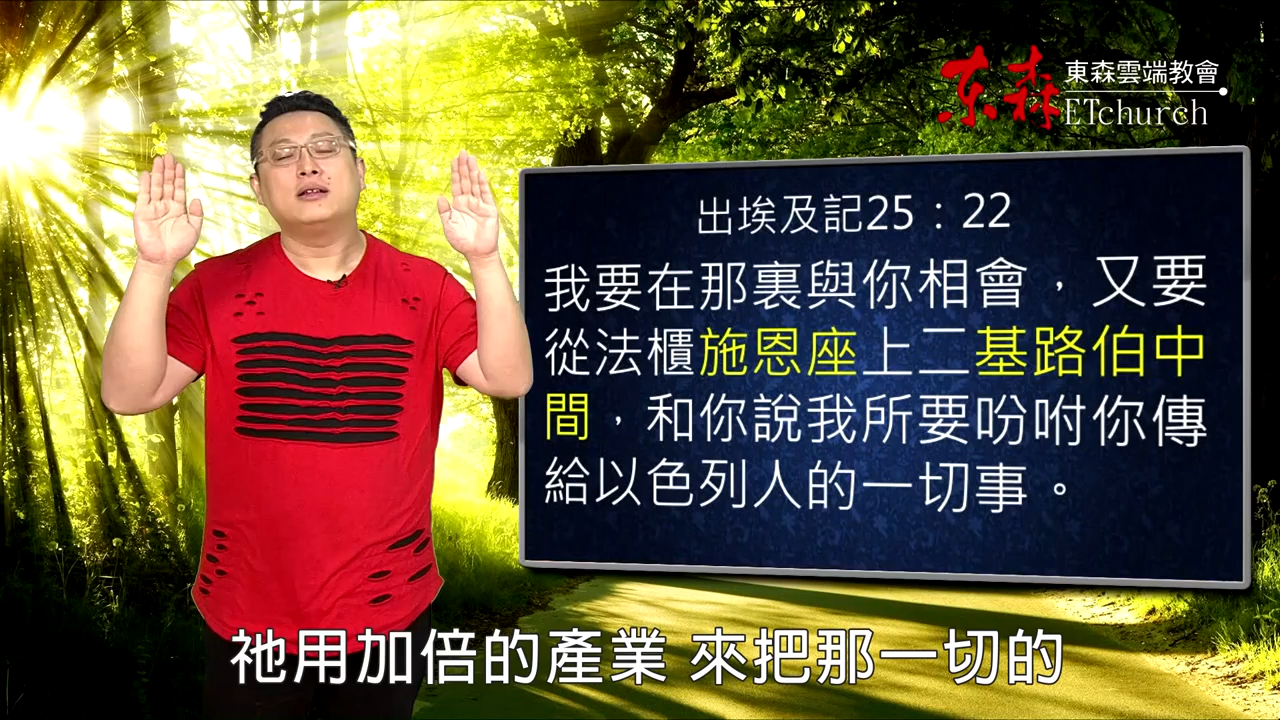 东森
東森雲端教會
ETchurch
出埃及記25：22
我要在那裏與你相會，又要
從法櫃施恩座上二基路伯中
間，和你說我所要吩咐你傳
給以色列人的一切事。
祂用加倍的產業 來把那一切的